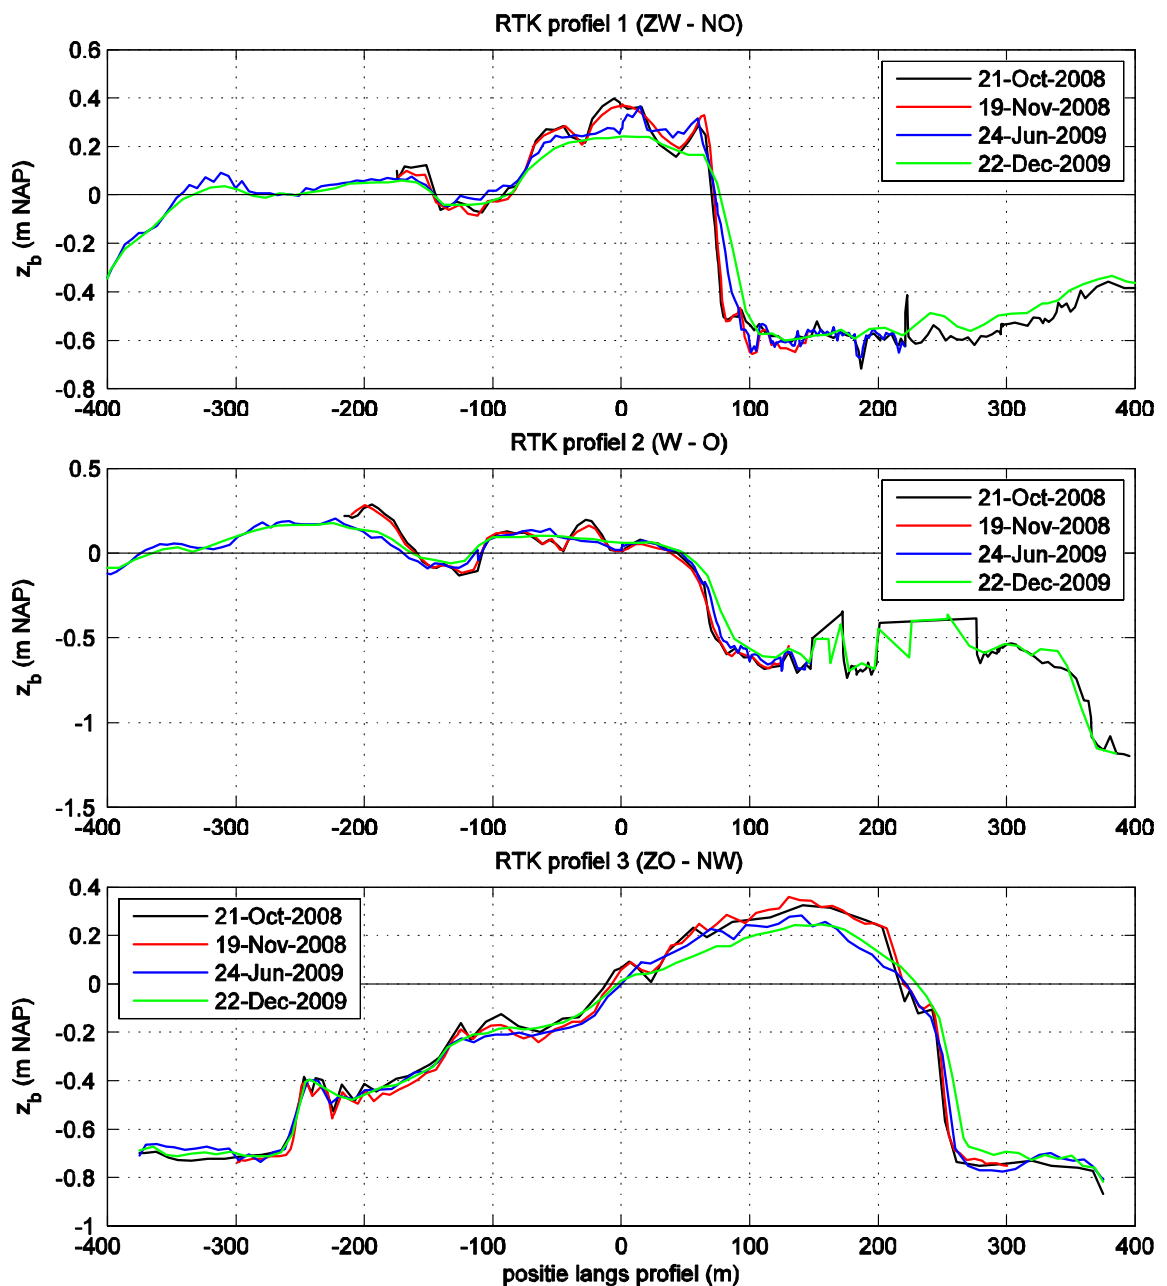 RTK profiel 1 (ZW - NO)
0.6
0.4
0.2
0
-0.2
-0.4
-0.6
-0.8
z_b (m NAP)
21-Oct-2008
19-Nov-2008
24-Jun-2009
22-Dec-2009
-400 -300 -200 -100 0 100 200 300 400
RTK profiel 2 (W - O)
0.5
0
-0.5
-1
-1.5
z_b (m NAP)
21-Oct-2008
19-Nov-2008
24-Jun-2009
22-Dec-2009
-400 -300 -200 -100 0 100 200 300 400
RTK profiel 3 (ZO - NW)
0.4
0.2
0
-0.2
-0.4
-0.6
-0.8
-1
z_b (m NAP)
21-Oct-2008
19-Nov-2008
24-Jun-2009
22-Dec-2009
-400 -300 -200 -100 0 100 200 300 400
positie langs profiel (m)